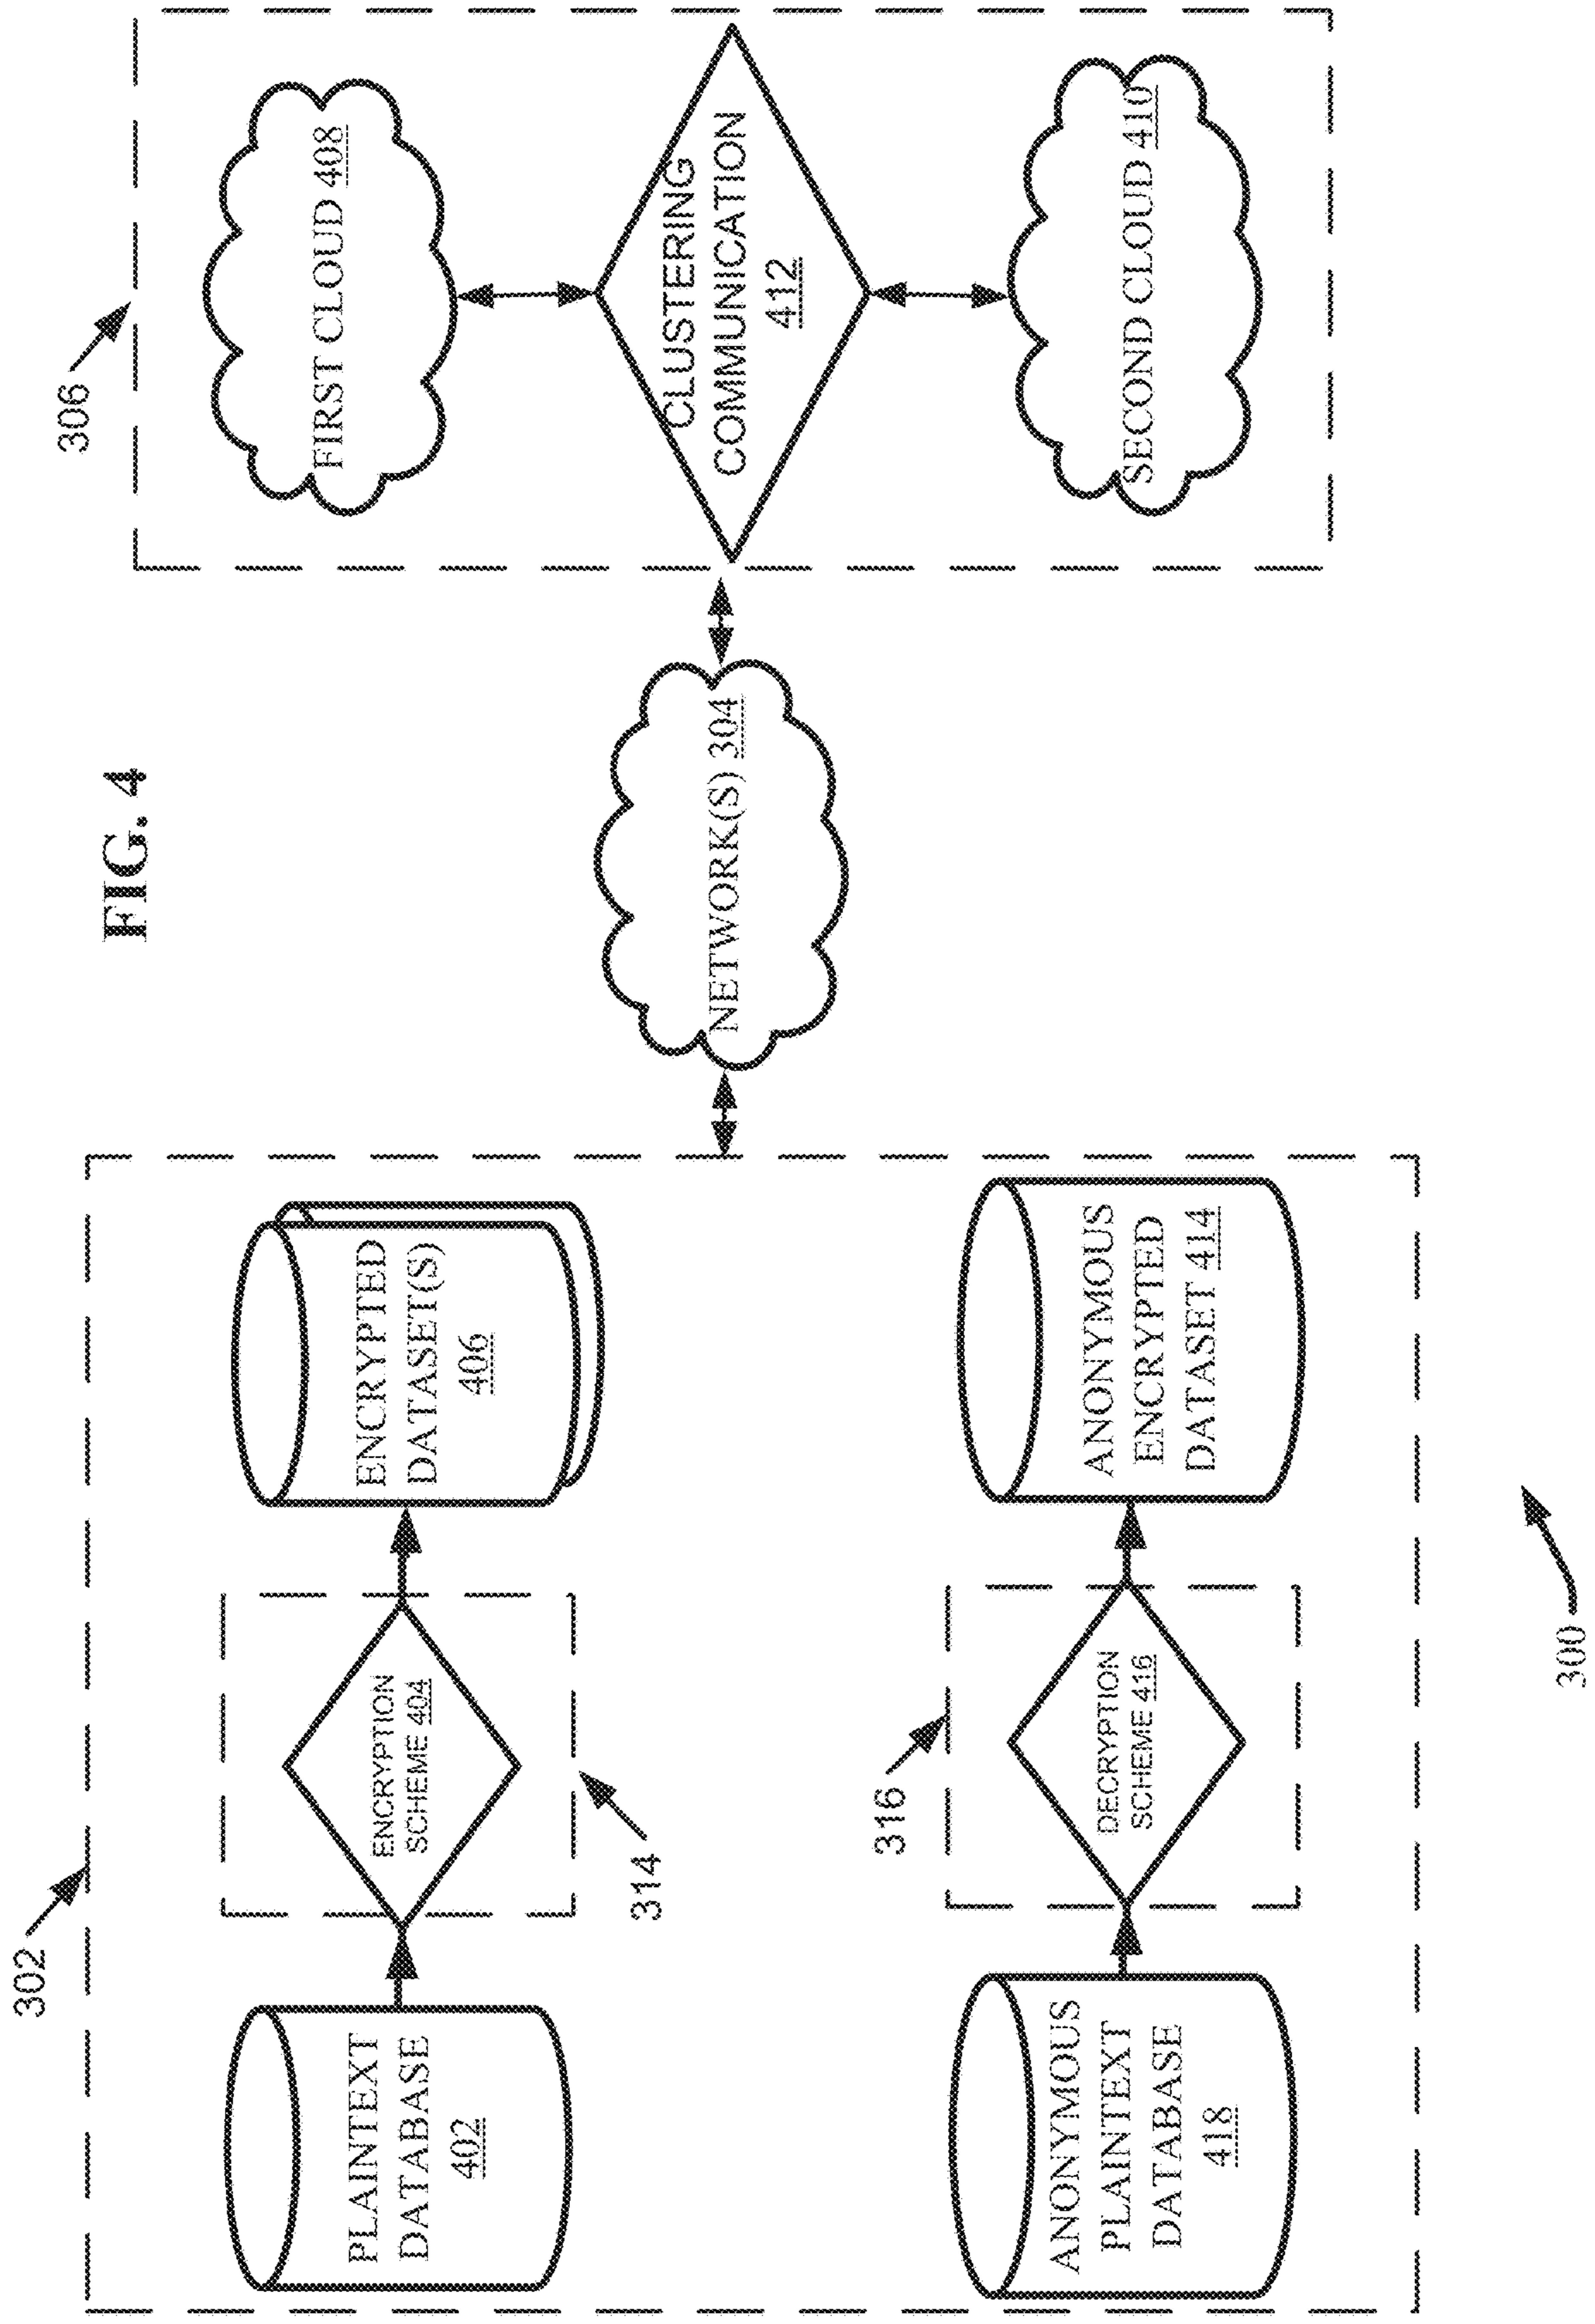 FIG. 4
302
PLAINTEXT
DATABASE
402
ENCRYPTION
SCHEME 404
314
ENCRYPTED
DATASET(S)
406
ANONYMOUS
PLAINTEXT
DATABASE
418
316
DECRYPTION
SCHEME 416
ANONYMOUS
ENCRYPTED
DATASET 414
NETWORK(S) 304
306
FIRST CLOUD 408
CLUSTERING
COMMUNICATION
412
SECOND CLOUD 410
300